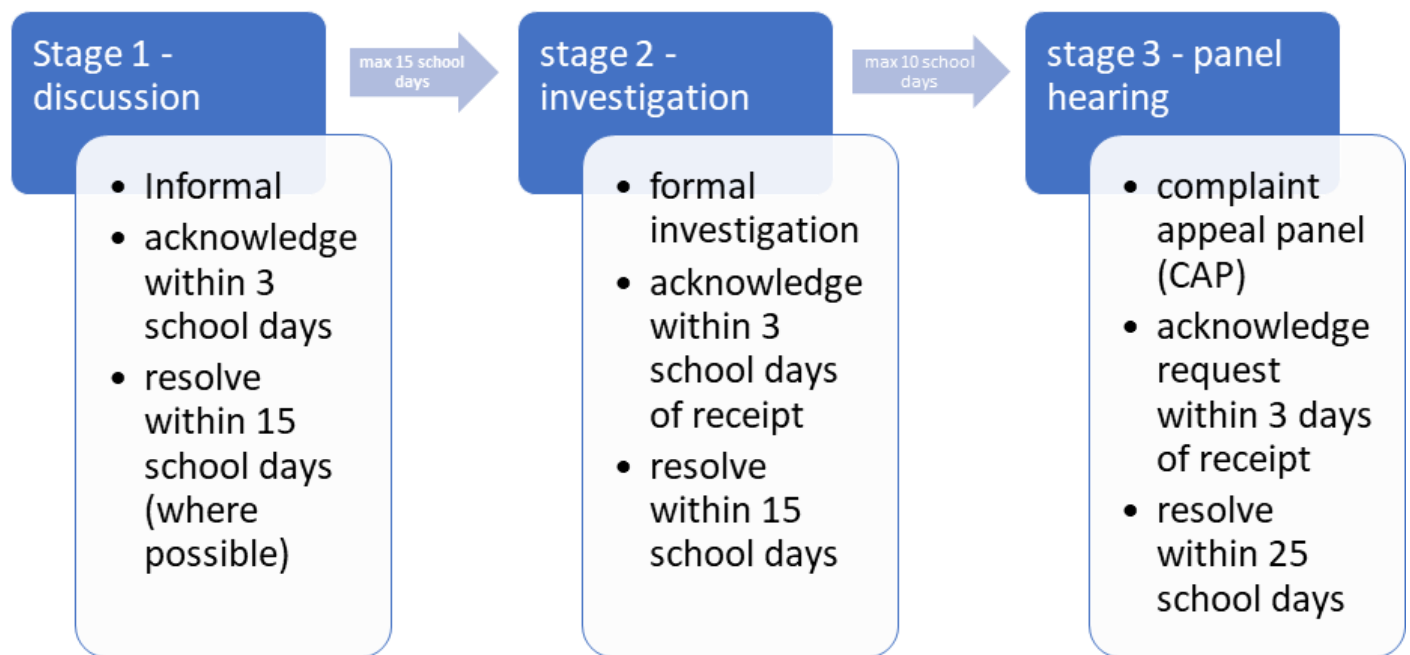 Stage 1 -
discussion
• Informal
• acknowledge
within 3
school days
• resolve
within 15
school days
(where
possible)
max 15 school
days
stage 2 -
investigation
• formal
investigation
• acknowledge
within 3
school days
of receipt
• resolve
within 15
school days
max 10 school
days
stage 3 - panel
hearing
• complaint
appeal panel
(CAP)
• acknowledge
request
within 3 days
of receipt
• resolve
within 25
school days